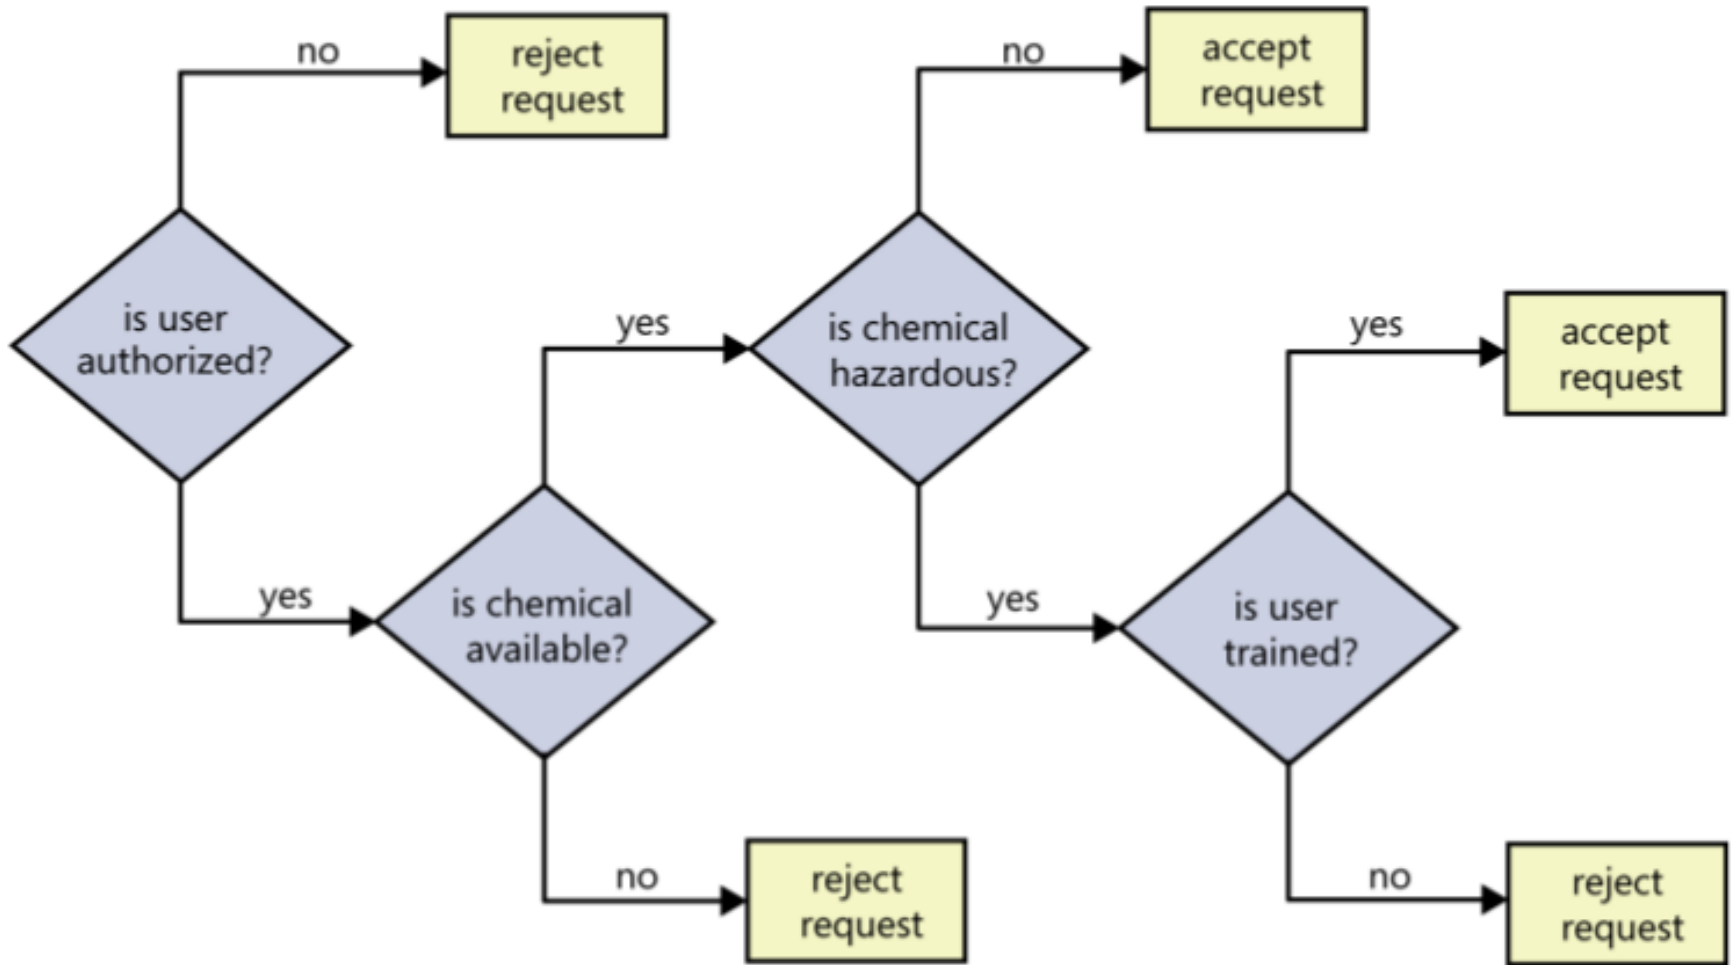 no
reject
request
no
accept
request
is user
authorized?
yes
is chemical
hazardous?
yes
accept
request
yes
is chemical
available?
yes
is user
trained?
no
reject
request
no
reject
request